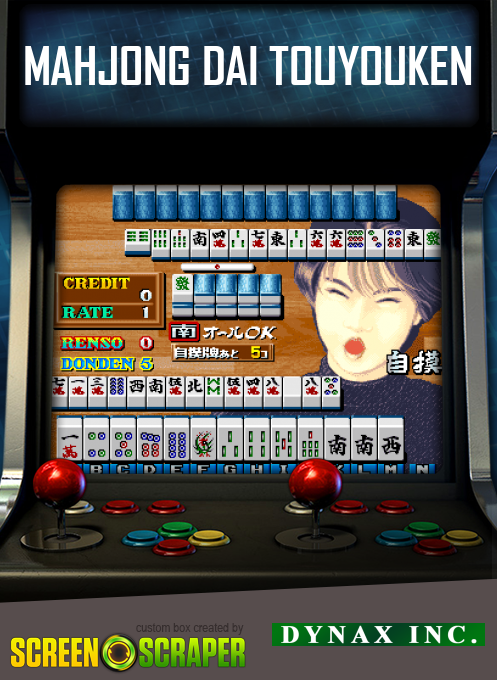 MAHJONG DAI TOUYOUKEN
CREDIT
0
RATE 1
南 オールOK
RENSO 0
自摸牌あと 5コ
DONDEN 5
自摸
B C D E F G H I K L M N
custom box created by
SCREEN SCRAPER
DYNAX INC.